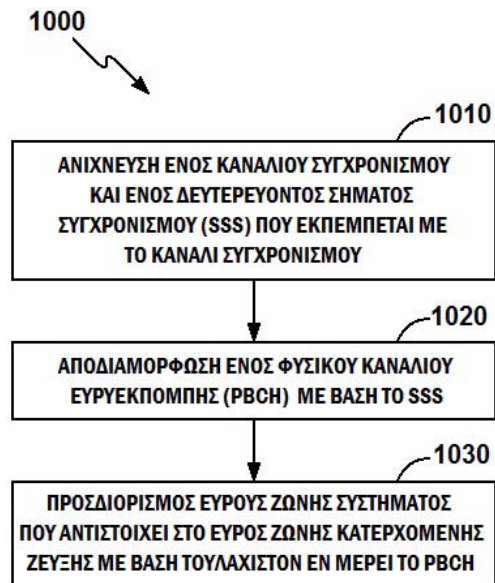 1000
1010
ΑΝΙΧΝΕΥΣΗ ΕΝΟΣ ΚΑΝΑΛΙΟΥ ΣΥΓΧΡΟΝΙΣΜΟΥ
ΚΑΙ ΕΝΟΣ ΔΕΥΤΕΡΕΥΟΝΤΟΣ ΣΗΜΑΤΟΣ
ΣΥΓΧΡΟΝΙΣΜΟΥ (SSS) ΠΟΥ ΕΚΠΕΜΠΕΤΑΙ ΜΕ
ΤΟ ΚΑΝΑΛΙ ΣΥΓΧΡΟΝΙΣΜΟΥ
1020
ΑΠΟΔΙΑΜΟΡΦΩΣΗ ΕΝΟΣ ΦΥΣΙΚΟΥ ΚΑΝΑΛΙΟΥ
ΕΥΡΥΕΚΠΟΜΠΗΣ (PBCH) ΜΕ ΒΑΣΗ ΤΟ SSS
1030
ΠΡΟΣΔΙΟΡΙΣΜΟΣ ΕΥΡΟΥΣ ΖΩΝΗΣ ΣΥΣΤΗΜΑΤΟΣ
ΠΟΥ ΑΝΤΙΣΤΟΙΧΕΙ ΣΤΟ ΕΥΡΟΣ ΖΩΝΗΣ ΚΑΤΕΡΧΟΜΕΝΗΣ
ΖΕΥΞΗΣ ΜΕ ΒΑΣΗ ΤΟΥΛΑΧΙΣΤΟΝ ΕΝ ΜΕΡΕΙ ΤΟ PBCH